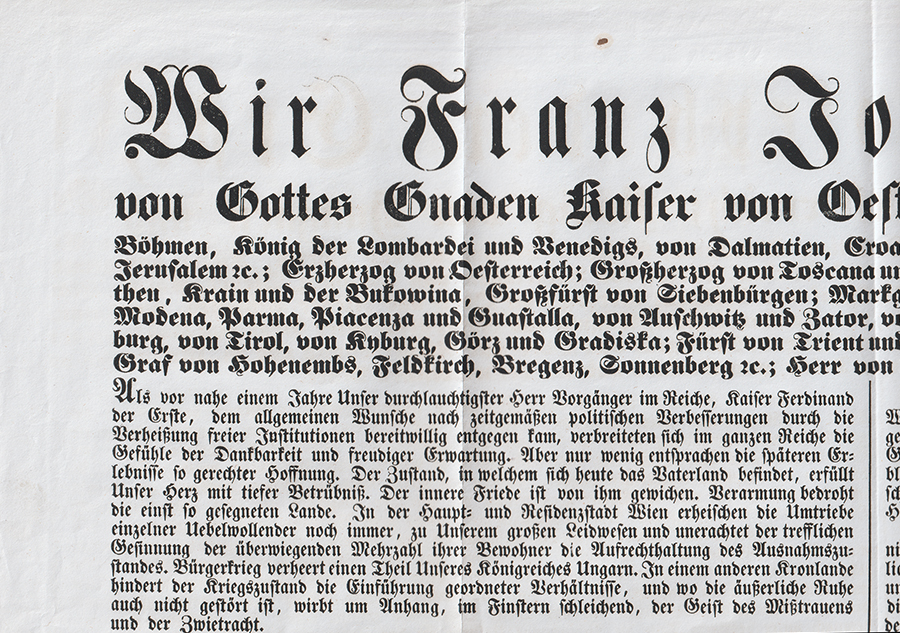 Wir Franz Jo
von Gottes Gnaden Kaiser von Oest
Böhmen, König der Lombardei und Venedigs, von Dalmatien, Croa
Jerusalem ꝛc.; Erzherzog von Oesterreich; Großherzog von Toscana un
then, Krain und der Bukowina, Großfürst von Siebenbürgen; Markg
Modena, Parma, Piacenza und Guastalla, von Auschwitz und Zator, v
burg, von Tirol, von Kyburg, Görz und Gradiska; Fürst von Trient und
Graf von Hohenembs, Feldkirch, Bregenz, Sonnenberg ꝛc.; Herr von
Als vor nahe einem Jahre Unser durchlauchtigster Herr Vorgänger im Reiche, Kaiser Ferdinand
der Erste, dem allgemeinen Wunsche nach zeitgemäßen politischen Verbesserungen durch die
Verheißung freier Institutionen bereitwillig entgegen kam, verbreiteten sich im ganzen Reiche die
Gefühle der Dankbarkeit und freudiger Erwartung. Aber nur wenig entsprachen die späteren Er-
lebnisse so gerechter Hoffnung. Der Zustand, in welchem sich heute das Vaterland befindet, erfüllt
Unser Herz mit tiefer Betrübniß. Der innere Friede ist von ihm gewichen. Verarmung bedroht
die einst so gesegneten Lande. In der Haupt- und Residenzstadt Wien erheischen die Umtriebe
einzelner Uebelwollender noch immer, zu Unserem großen Leidwesen und unerachtet der trefflichen
Gesinnung der überwiegenden Mehrzahl ihrer Bewohner die Aufrechthaltung des Ausnahmszu-
standes. Bürgerkrieg verheert einen Theil Unseres Königreiches Ungarn. In einem anderen Kronlande
hindert der Kriegszustand die Einführung geordneter Verhältnisse, und wo die äußerliche Ruhe
auch nicht gestört ist, wirbt um Anhang, im Finstern schleichend, der Geist des Mißtrauens
und der Zwietracht.